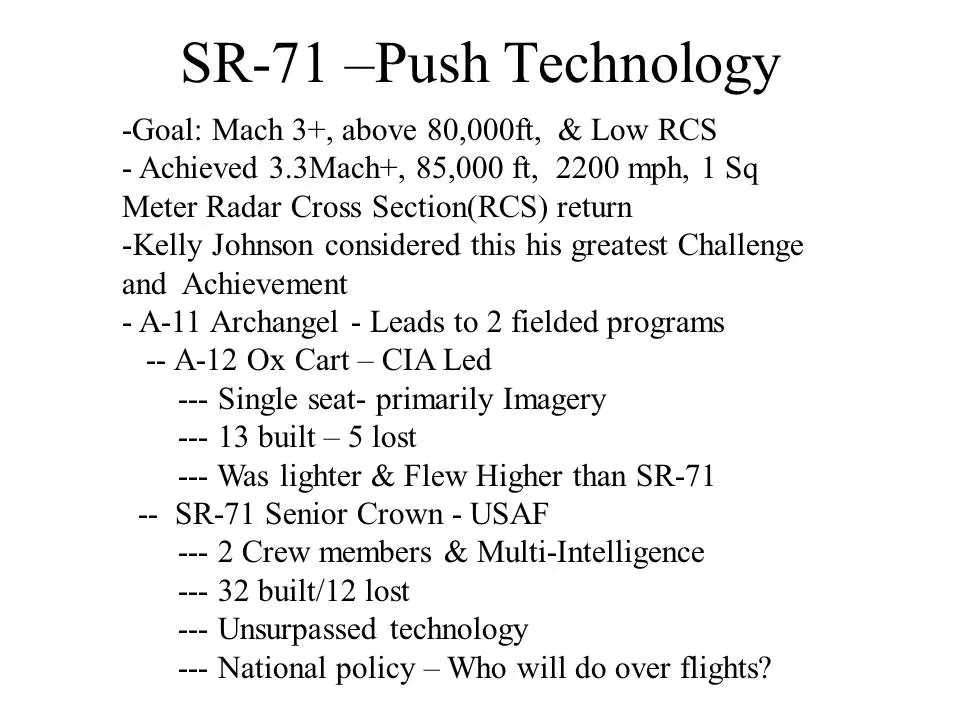 SR-71 –Push Technology
-Goal: Mach 3+, above 80,000ft, & Low RCS
- Achieved 3.3Mach+, 85,000 ft, 2200 mph, 1 Sq
Meter Radar Cross Section(RCS) return
-Kelly Johnson considered this his greatest Challenge
and Achievement
- A-11 Archangel - Leads to 2 fielded programs
-- A-12 Ox Cart – CIA Led
--- Single seat- primarily Imagery
--- 13 built – 5 lost
--- Was lighter & Flew Higher than SR-71
-- SR-71 Senior Crown - USAF
--- 2 Crew members & Multi-Intelligence
--- 32 built/12 lost
--- Unsurpassed technology
--- National policy – Who will do over flights?